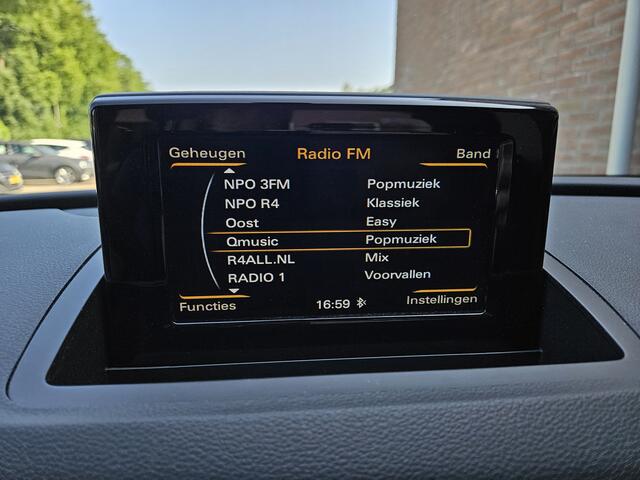 Geheugen Radio FM Band
NPO 3FM Popmuziek
NPO R4 Klassiek
Oost Easy
Qmusic Popmuziek
R4ALL.NL Mix
RADIO 1 Voorvallen
Functies 16:59 Instellingen